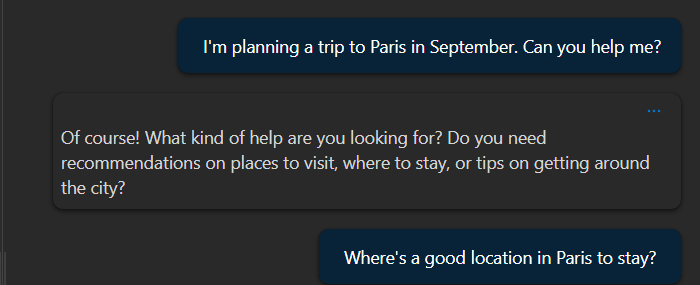 I'm planning a trip to Paris in September. Can you help me?
Of course! What kind of help are you looking for? Do you need
recommendations on places to visit, where to stay, or tips on getting around
the city?
Where's a good location in Paris to stay?